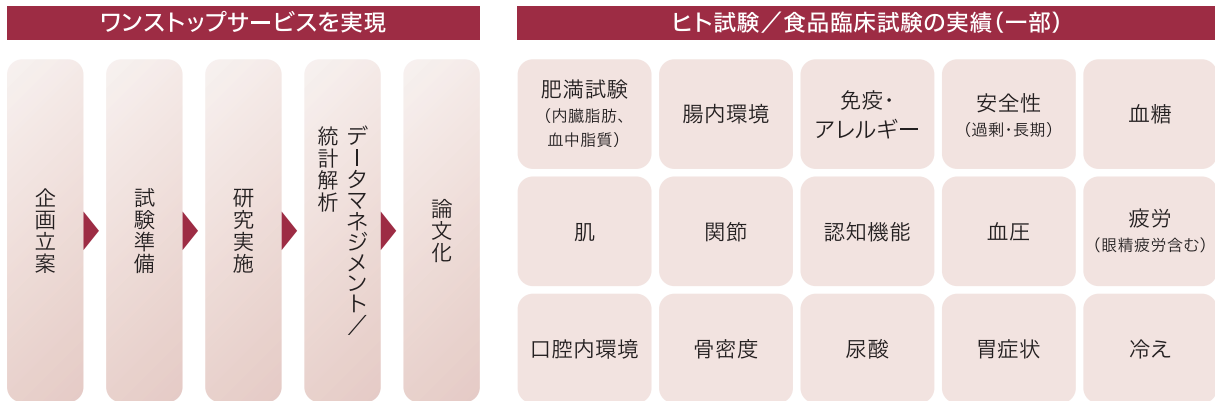 ワンストップサービスを実現
企画立案
試験準備
研究実施
データマネジメント／
統計解析
論文化
ヒト試験／食品臨床試験の実績（一部）
肥満試験
（内臓脂肪、
血中脂質）
腸内環境
免疫・
アレルギー
安全性
（過剰・長期）
血糖
肌
関節
認知機能
血圧
疲労
（眼精疲労含む）
口腔内環境
骨密度
尿酸
胃症状
冷え